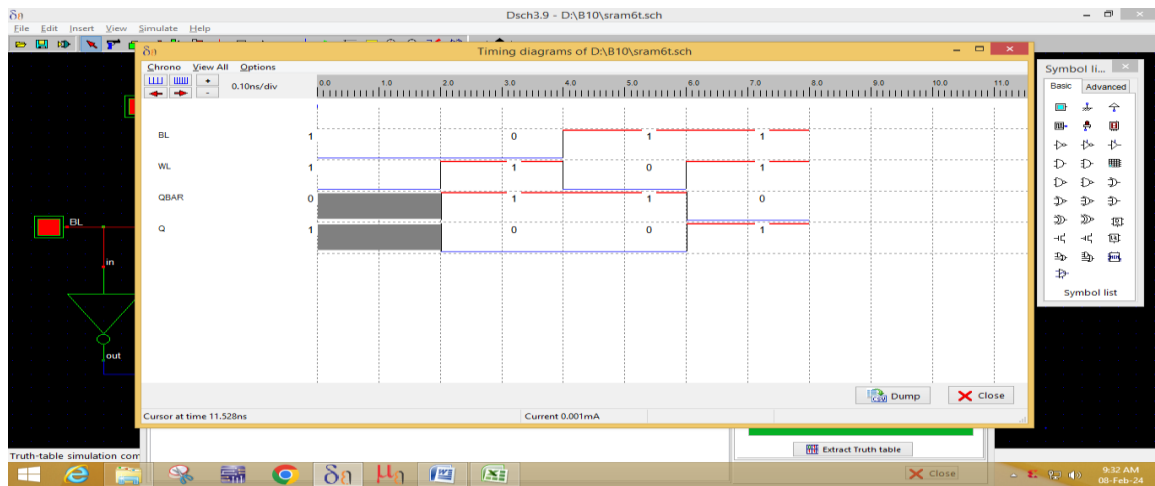 Dsch3.9 - D:\B10\sram6t.sch
File Edit Insert View Simulate Help
Timing diagrams of D:\B10\sram6t.sch
Chrono View All Options
+
-
0.10ns/div
0.0 1.0 2.0 3.0 4.0 5.0 6.0 7.0 8.0 9.0 10.0 11.0
BL 1 0 1 1
WL 1 1 0 1
QBAR 0 1 1 0
Q 1 0 0 1
Dump
Close
Cursor at time 11.528ns Current 0.001mA
Symbol li...
Basic Advanced
Symbol list
BL
in
out
Extract Truth table
Truth-table simulation com
Close
9:32 AM
08-Feb-24